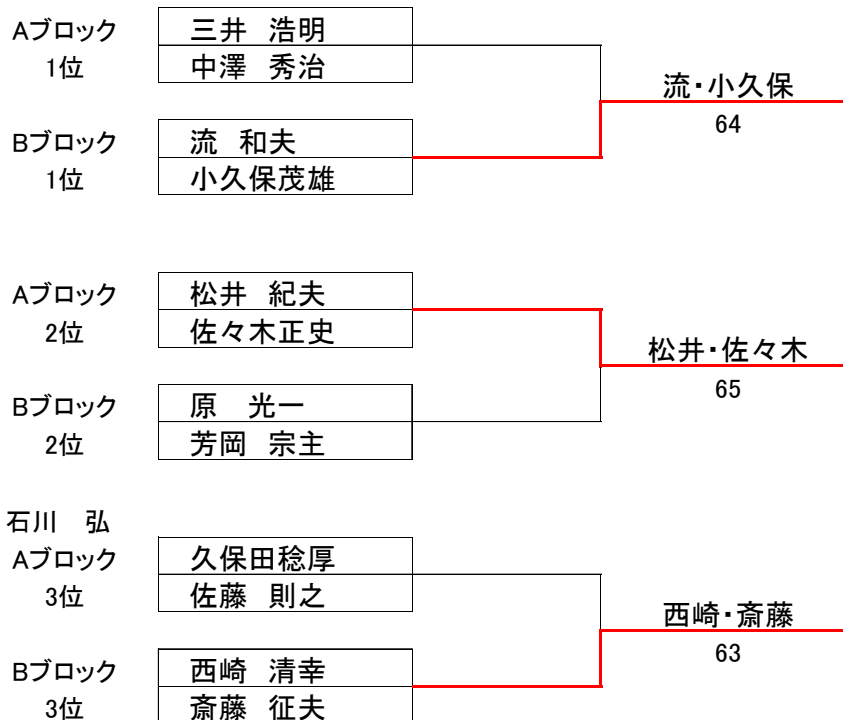 Aブロック
1位
三井 浩明
中澤 秀治
流・小久保
64
Bブロック
1位
流 和夫
小久保茂雄
Aブロック
2位
松井 紀夫
佐々木正史
松井・佐々木
65
Bブロック
2位
原 光一
芳岡 宗主
石川 弘
Aブロック
3位
久保田稔厚
佐藤 則之
西崎・斎藤
63
Bブロック
3位
西崎 清幸
斎藤 征夫